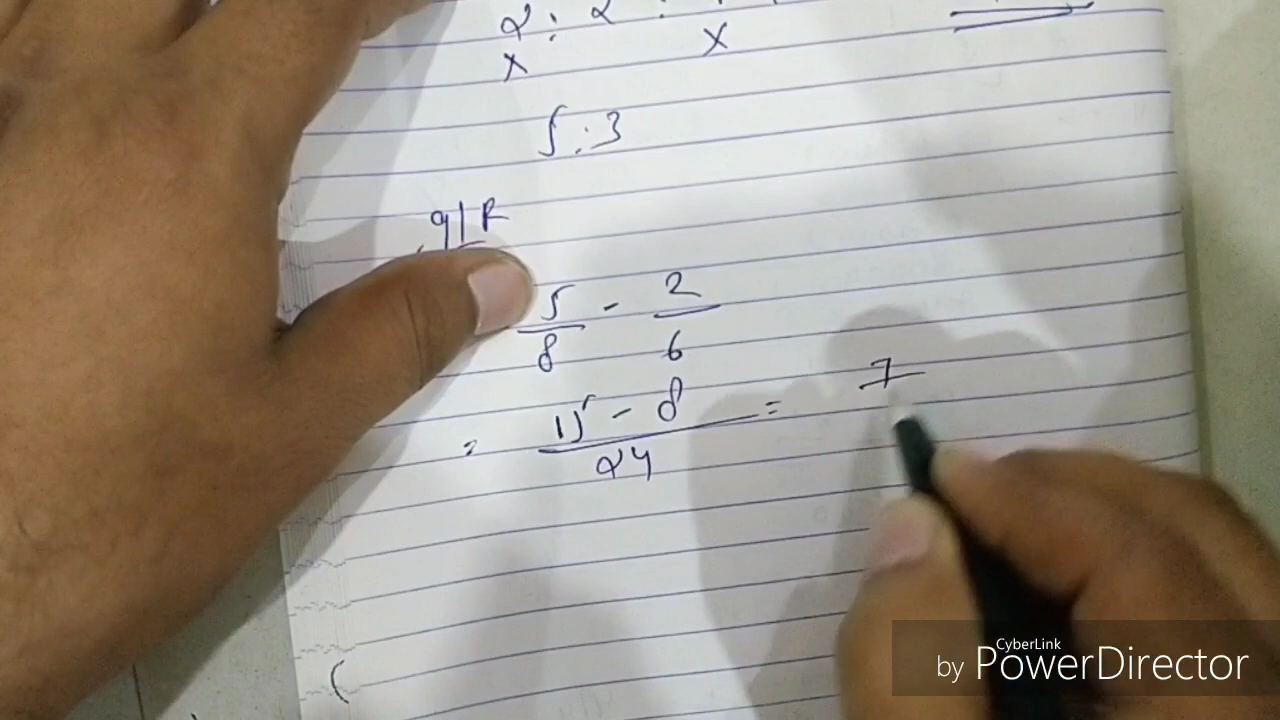 2 : 2 :
x x
5 : 3
9/R
5/8 - 2/6
= 15 - 8 / 24 = 7
(
CyberLink
by PowerDirector